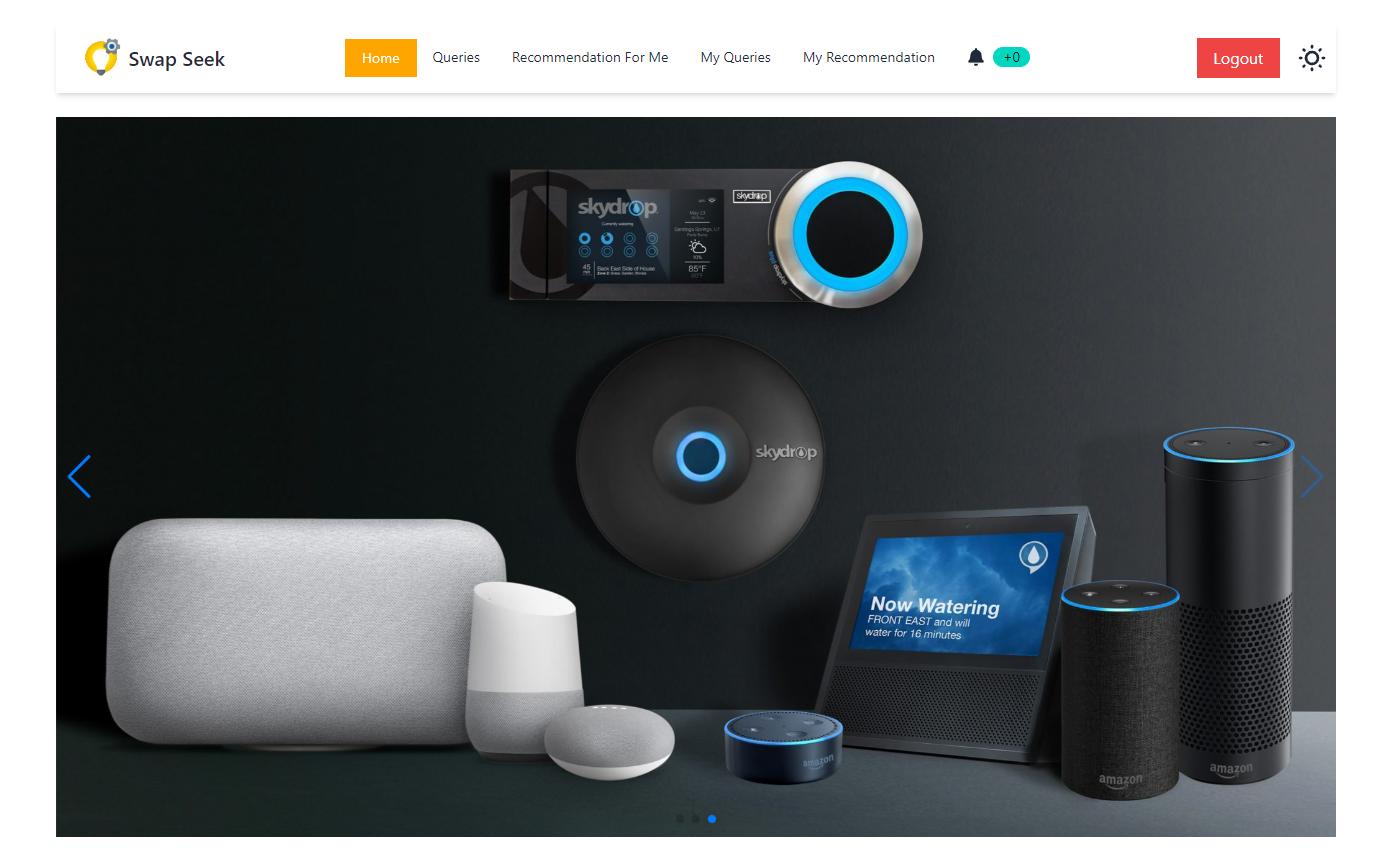 Swap Seek
Home
Queries
Recommendation For Me
My Queries
My Recommendation
+0
Logout
skydrop
skydrop
Currently watering
May 23
Saratoga Springs, UT
10%
85°F
45
min
Back East Side of House
skydrop
skydrop
Now Watering
FRONT EAST and will
water for 16 minutes
amazon
amazon
amazon